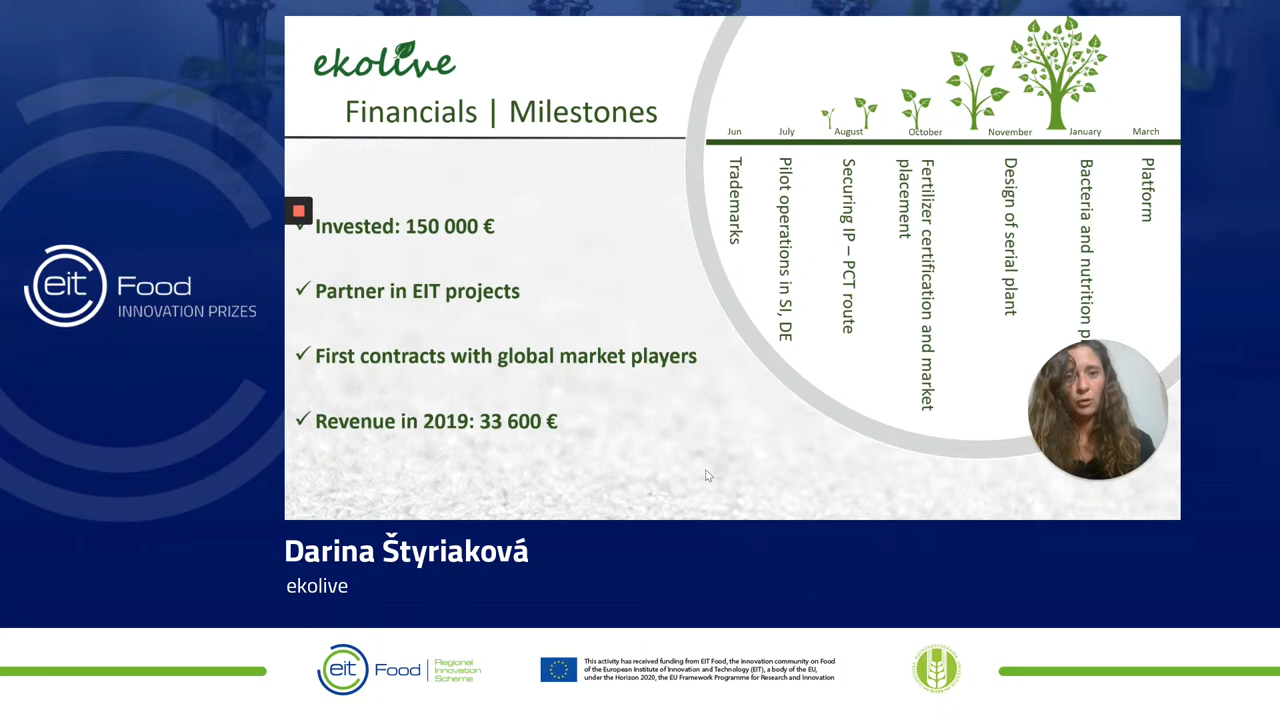 ekolive
Financials | Milestones
Invested: 150 000 €
Partner in EIT projects
First contracts with global market players
Revenue in 2019: 33 600 €
Jun
July
August
October
November
January
March
Trademarks
Pilot operations in SI, DE
Securing IP – PCT route
Fertilizer certification and market
placement
Design of serial plant
Bacteria and nutrition
Platform
eit Food
INNOVATION PRIZES
Darina Štyriaková
ekolive
eit Food
Regional
Innovation
Scheme
This activity has received funding from EIT Food, the innovation community on Food
of the European Institute of Innovation and Technology (EIT), a body of the EU,
under the Horizon 2020, the EU Framework Programme for Research and Innovation